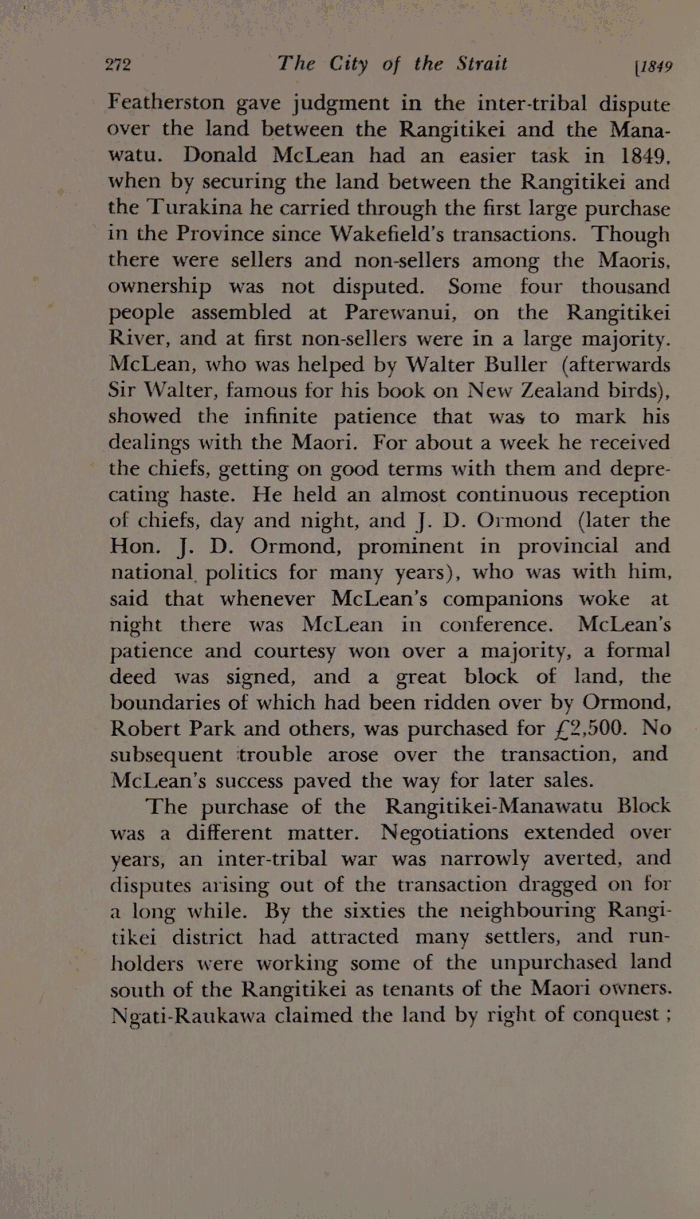 272 The City of the Strait [1849
Featherston gave judgment in the inter-tribal dispute
over the land between the Rangitikei and the Mana-
watu. Donald McLean had an easier task in 1849,
when by securing the land between the Rangitikei and
the Turakina he carried through the first large purchase
in the Province since Wakefield's transactions. Though
there were sellers and non-sellers among the Maoris,
ownership was not disputed. Some four thousand
people assembled at Parewanui, on the Rangitikei
River, and at first non-sellers were in a large majority.
McLean, who was helped by Walter Buller (afterwards
Sir Walter, famous for his book on New Zealand birds),
showed the infinite patience that was to mark his
dealings with the Maori. For about a week he received
the chiefs, getting on good terms with them and depre-
cating haste. He held an almost continuous reception
of chiefs, day and night, and J. D. Ormond (later the
Hon. J. D. Ormond, prominent in provincial and
national politics for many years), who was with him,
said that whenever McLean's companions woke at
night there was McLean in conference. McLean's
patience and courtesy won over a majority, a formal
deed was signed, and a great block of land, the
boundaries of which had been ridden over by Ormond,
Robert Park and others, was purchased for £2,500. No
subsequent trouble arose over the transaction, and
McLean's success paved the way for later sales.
The purchase of the Rangitikei-Manawatu Block
was a different matter. Negotiations extended over
years, an inter-tribal war was narrowly averted, and
disputes arising out of the transaction dragged on for
a long while. By the sixties the neighbouring Rangi-
tikei district had attracted many settlers, and run-
holders were working some of the unpurchased land
south of the Rangitikei as tenants of the Maori owners.
Ngati-Raukawa claimed the land by right of conquest ;